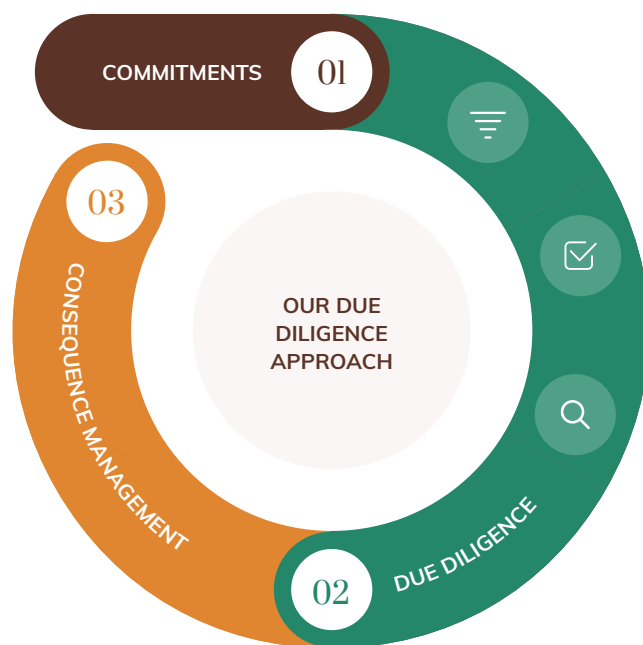 COMMITMENTS
01
03
OUR DUE
DILIGENCE
APPROACH
CONSEQUENCE MANAGEMENT
DUE DILIGENCE
02